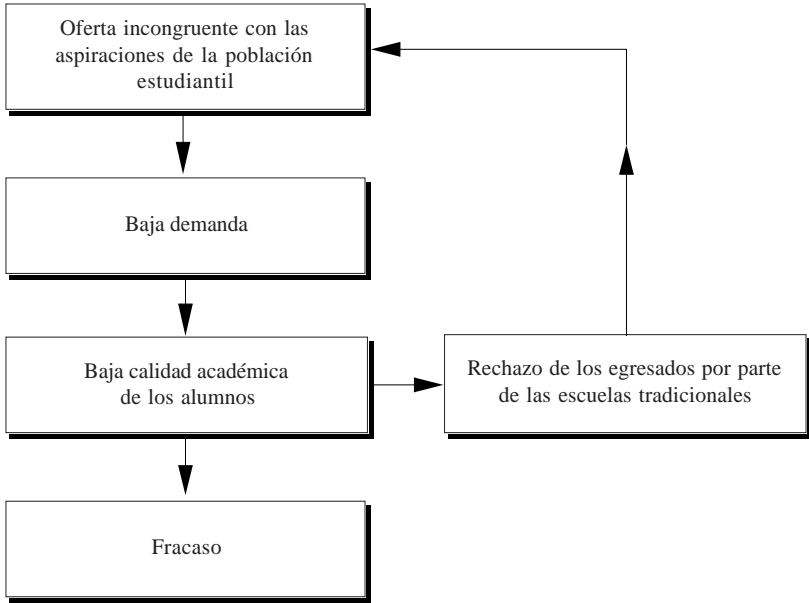 Oferta incongruente con las
aspiraciones de la población
estudiantil
Baja demanda
Baja calidad académica
de los alumnos
Rechazo de los egresados por parte
de las escuelas tradicionales
Fracaso